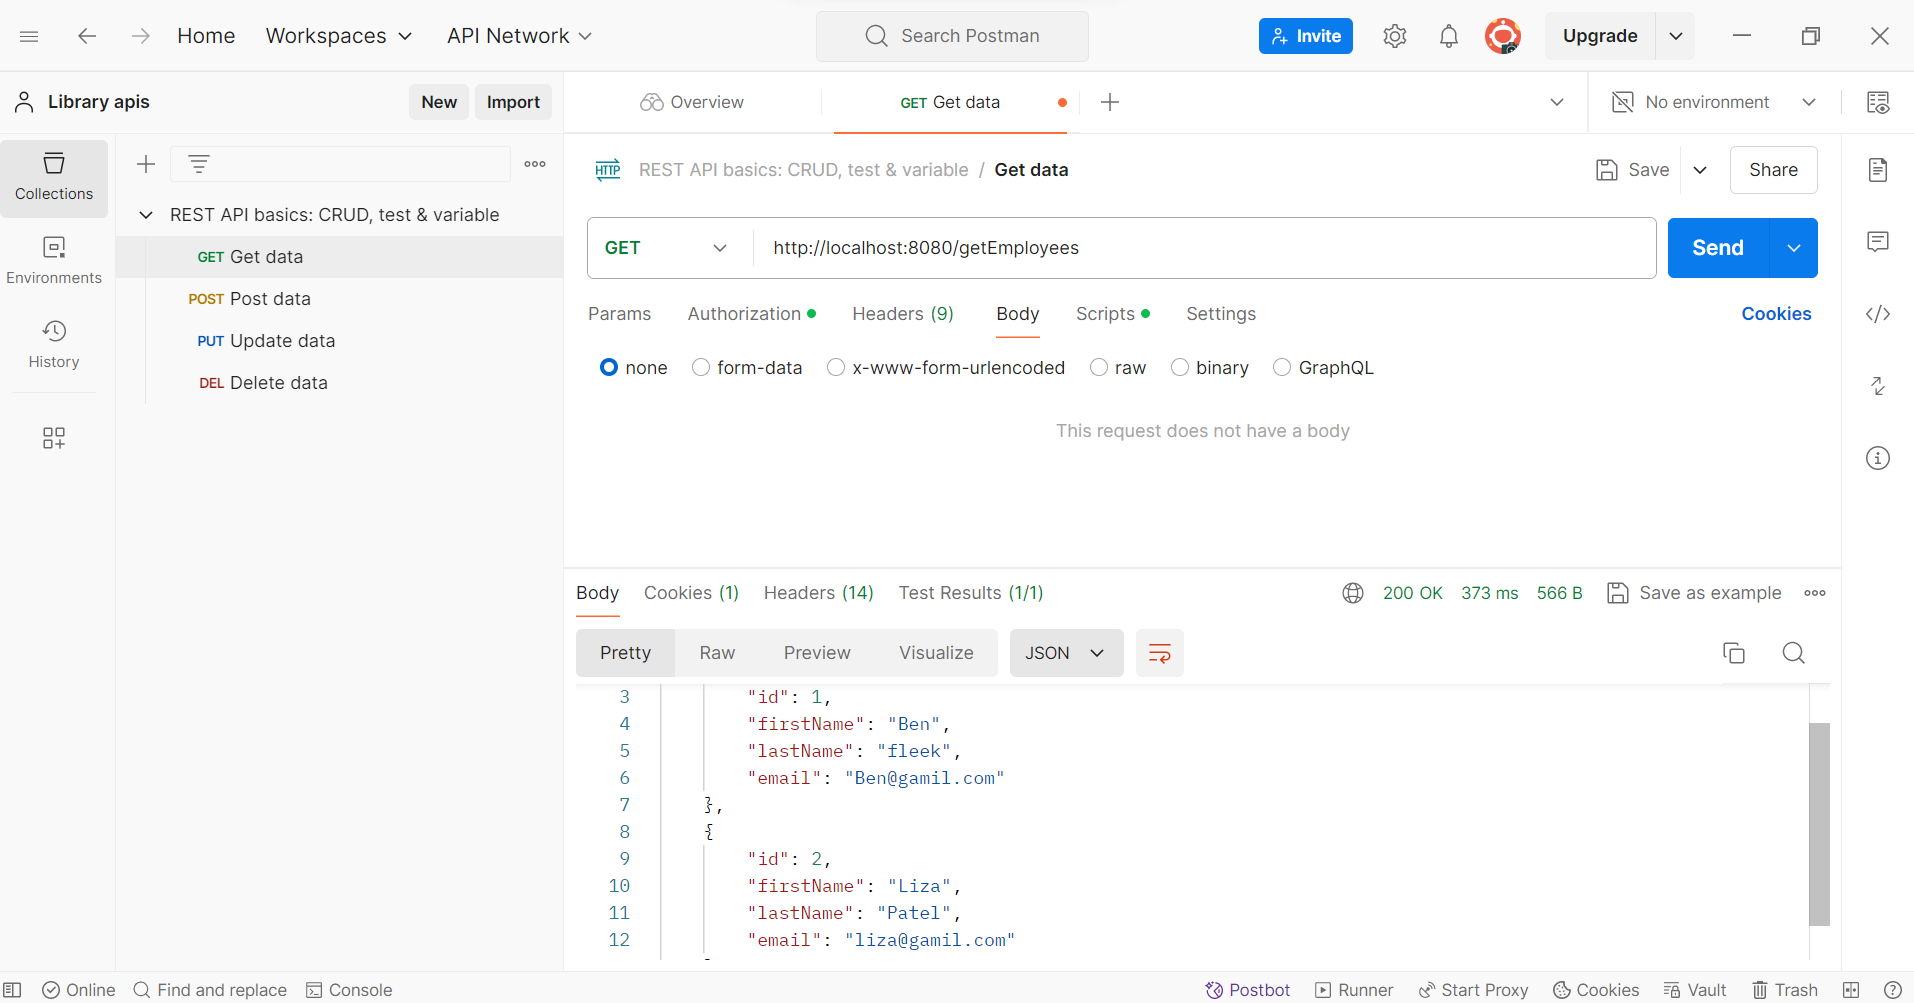 Home Workspaces API Network Search Postman Invite Upgrade
Library apis New Import Overview GET Get data No environment
Collections
Environments
History
REST API basics: CRUD, test & variable
GET Get data
POST Post data
PUT Update data
DEL Delete data
HTTP REST API basics: CRUD, test & variable / Get data Save Share
GET http://localhost:8080/getEmployees Send
Params Authorization Headers (9) Body Scripts Settings Cookies
none form-data x-www-form-urlencoded raw binary GraphQL
This request does not have a body
Body Cookies (1) Headers (14) Test Results (1/1) 200 OK 373 ms 566 B Save as example
Pretty Raw Preview Visualize JSON
3 "id": 1,
4 "firstName": "Ben",
5 "lastName": "fleek",
6 "email": "Ben@gamil.com"
7 },
8 {
9 "id": 2,
10 "firstName": "Liza",
11 "lastName": "Patel",
12 "email": "liza@gamil.com"
Online Find and replace Console Postbot Runner Start Proxy Cookies Vault Trash